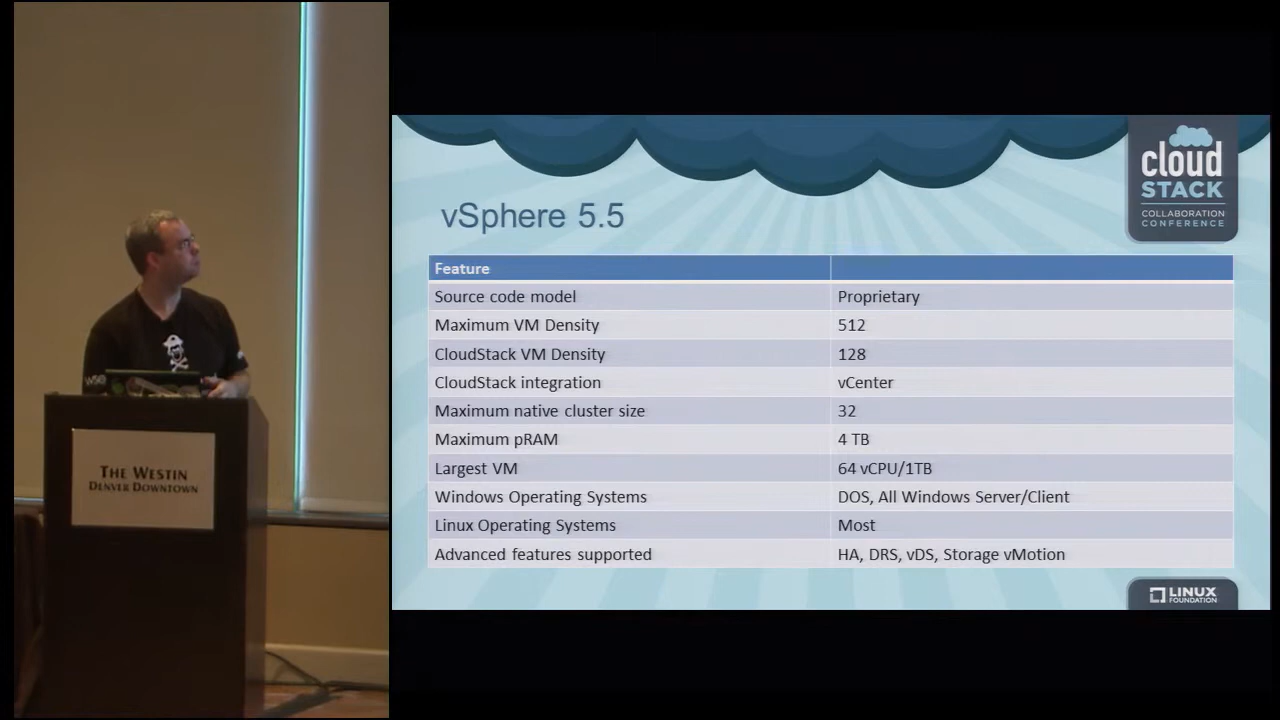 THE WESTIN
DENVER DOWNTOWN
cloud
STACK
COLLABORATION
CONFERENCE
vSphere 5.5
Feature
Source code model Proprietary
Maximum VM Density 512
CloudStack VM Density 128
CloudStack integration vCenter
Maximum native cluster size 32
Maximum pRAM 4 TB
Largest VM 64 vCPU/1TB
Windows Operating Systems DOS, All Windows Server/Client
Linux Operating Systems Most
Advanced features supported HA, DRS, vDS, Storage vMotion
LINUX
FOUNDATION